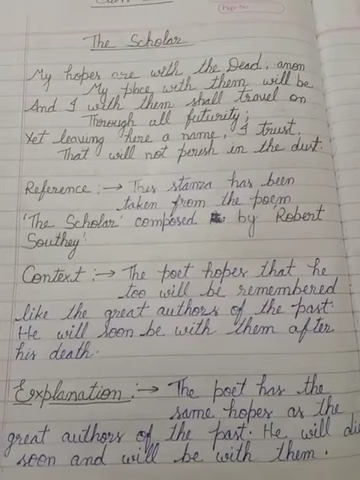 The Scholar
My hopes are with the Dead, anon
My place with them will be
And I with them shall travel on
Through all futurity;
Yet leaving here a name, I trust,
That will not perish in the dust.
Reference :→ This stanza has been
taken from the poem
'The Scholar' composed by Robert
Southey.
Context :→ The poet hopes that he
too will be remembered
like the great authors of the past.
He will soon be with them after
his death.
Explanation :→ The poet has the
same hopes as the
great authors of the past. He will die
soon and will be with them.